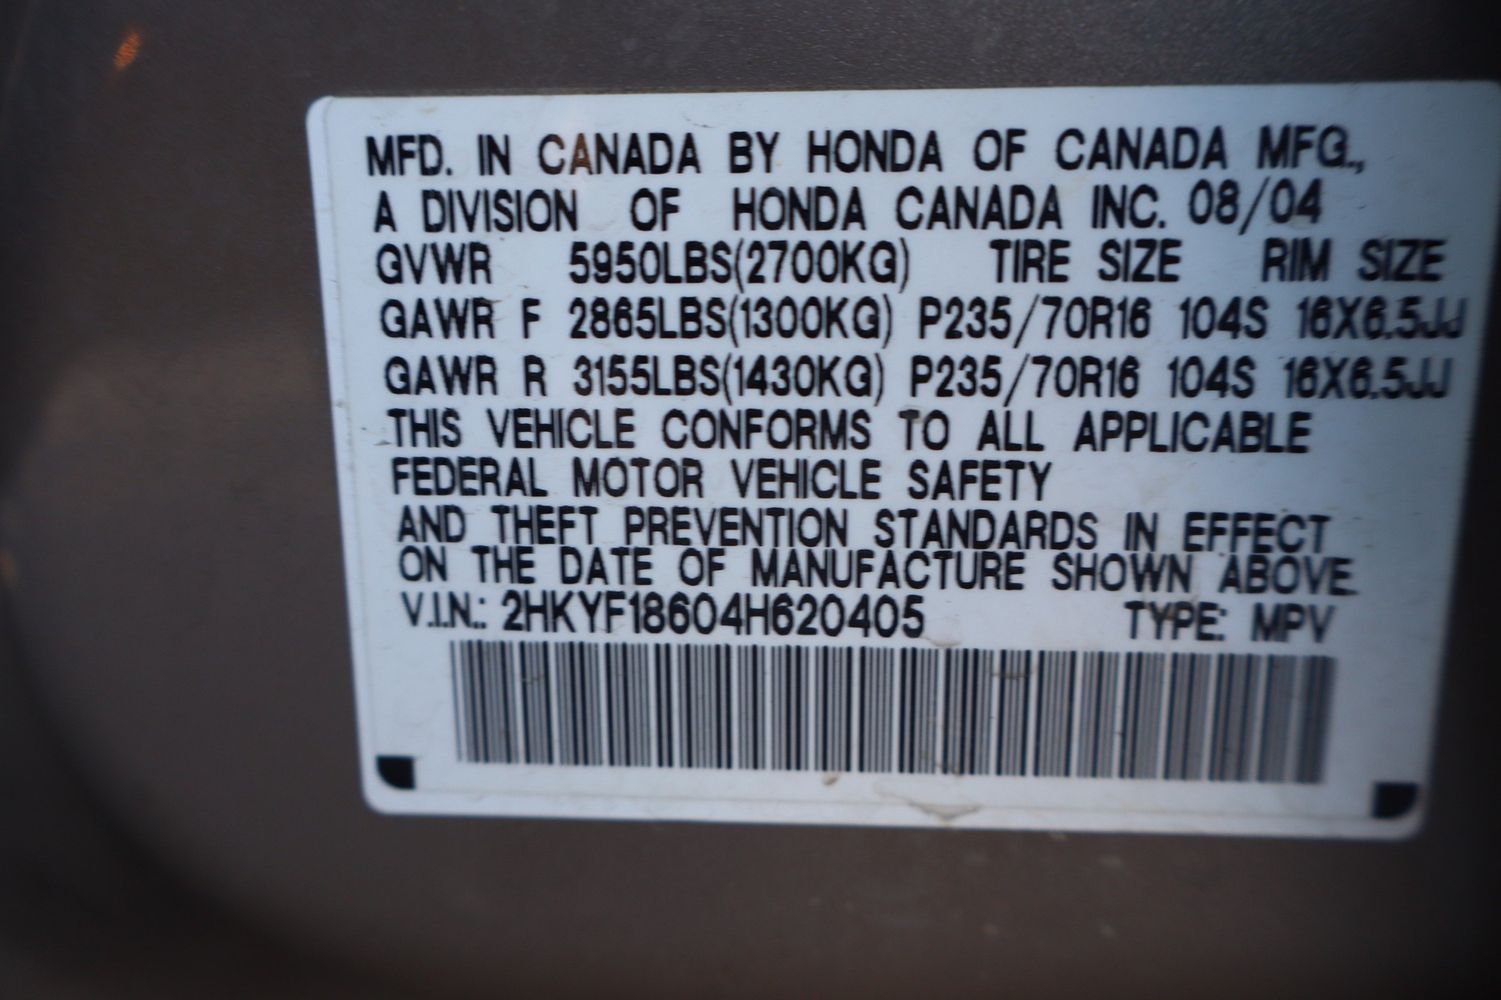 MFD. IN CANADA BY HONDA OF CANADA MFG.,
A DIVISION OF HONDA CANADA INC. 08/04
GVWR 5950LBS(2700KG) TIRE SIZE RIM SIZE
GAWR F 2865LBS(1300KG) P235/70R16 104S 16X6.5JJ
GAWR R 3155LBS(1430KG) P235/70R16 104S 16X6.5JJ
THIS VEHICLE CONFORMS TO ALL APPLICABLE
FEDERAL MOTOR VEHICLE SAFETY
AND THEFT PREVENTION STANDARDS IN EFFECT
ON THE DATE OF MANUFACTURE SHOWN ABOVE.
V.I.N.: 2HKYF18604H620405 TYPE: MPV